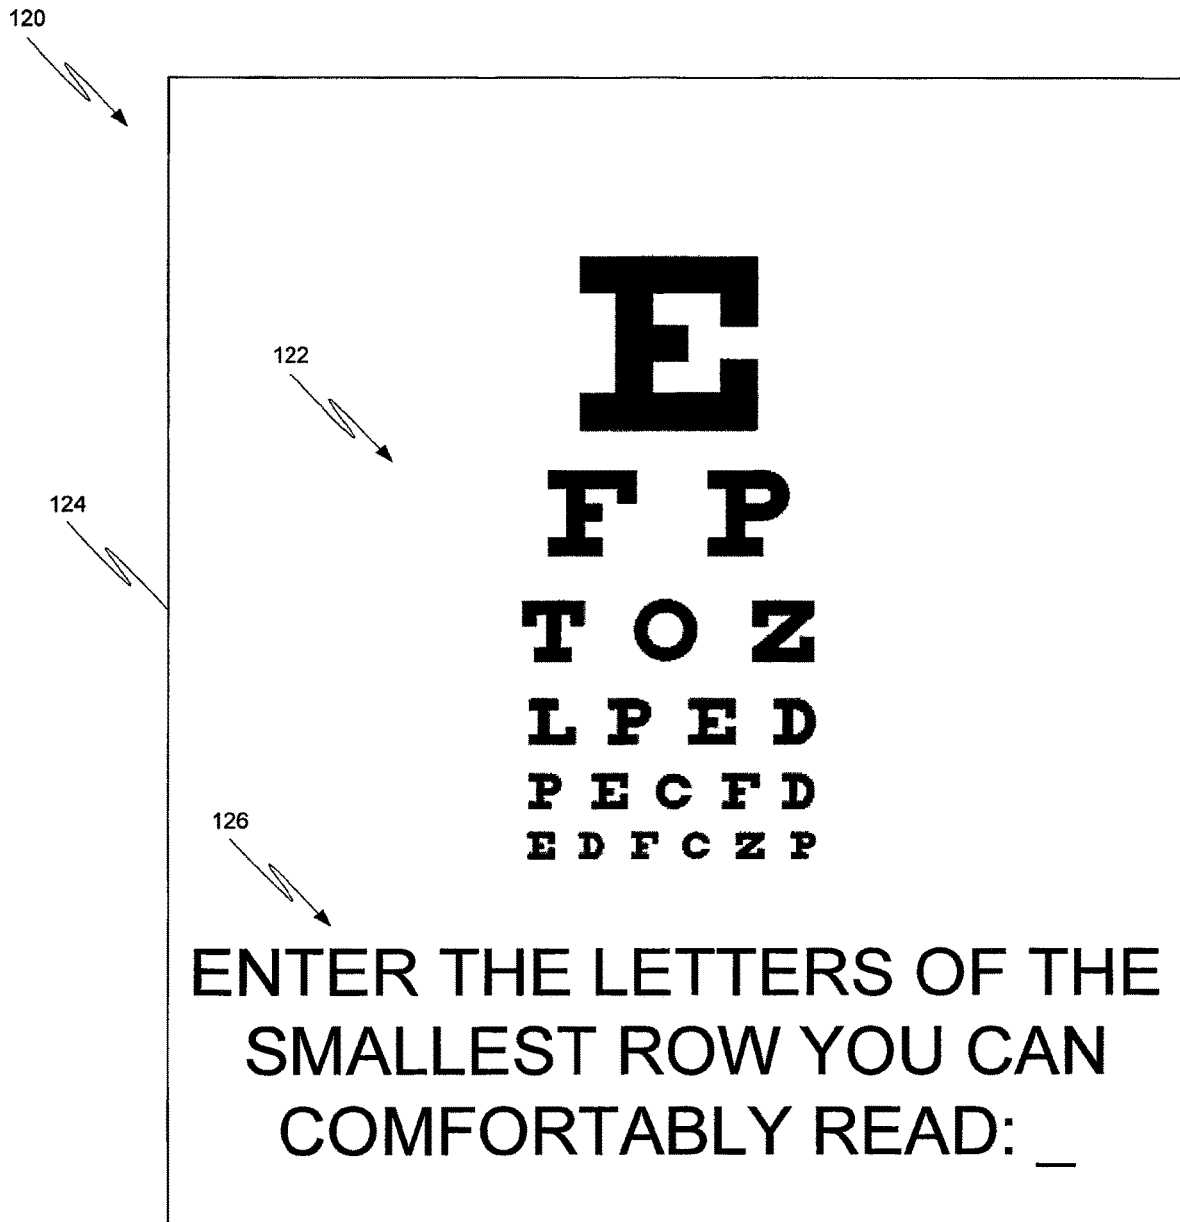 120
122
124
126
E
F P
T O Z
L P E D
P E C F D
E D F C Z P
ENTER THE LETTERS OF THE
SMALLEST ROW YOU CAN
COMFORTABLY READ: _